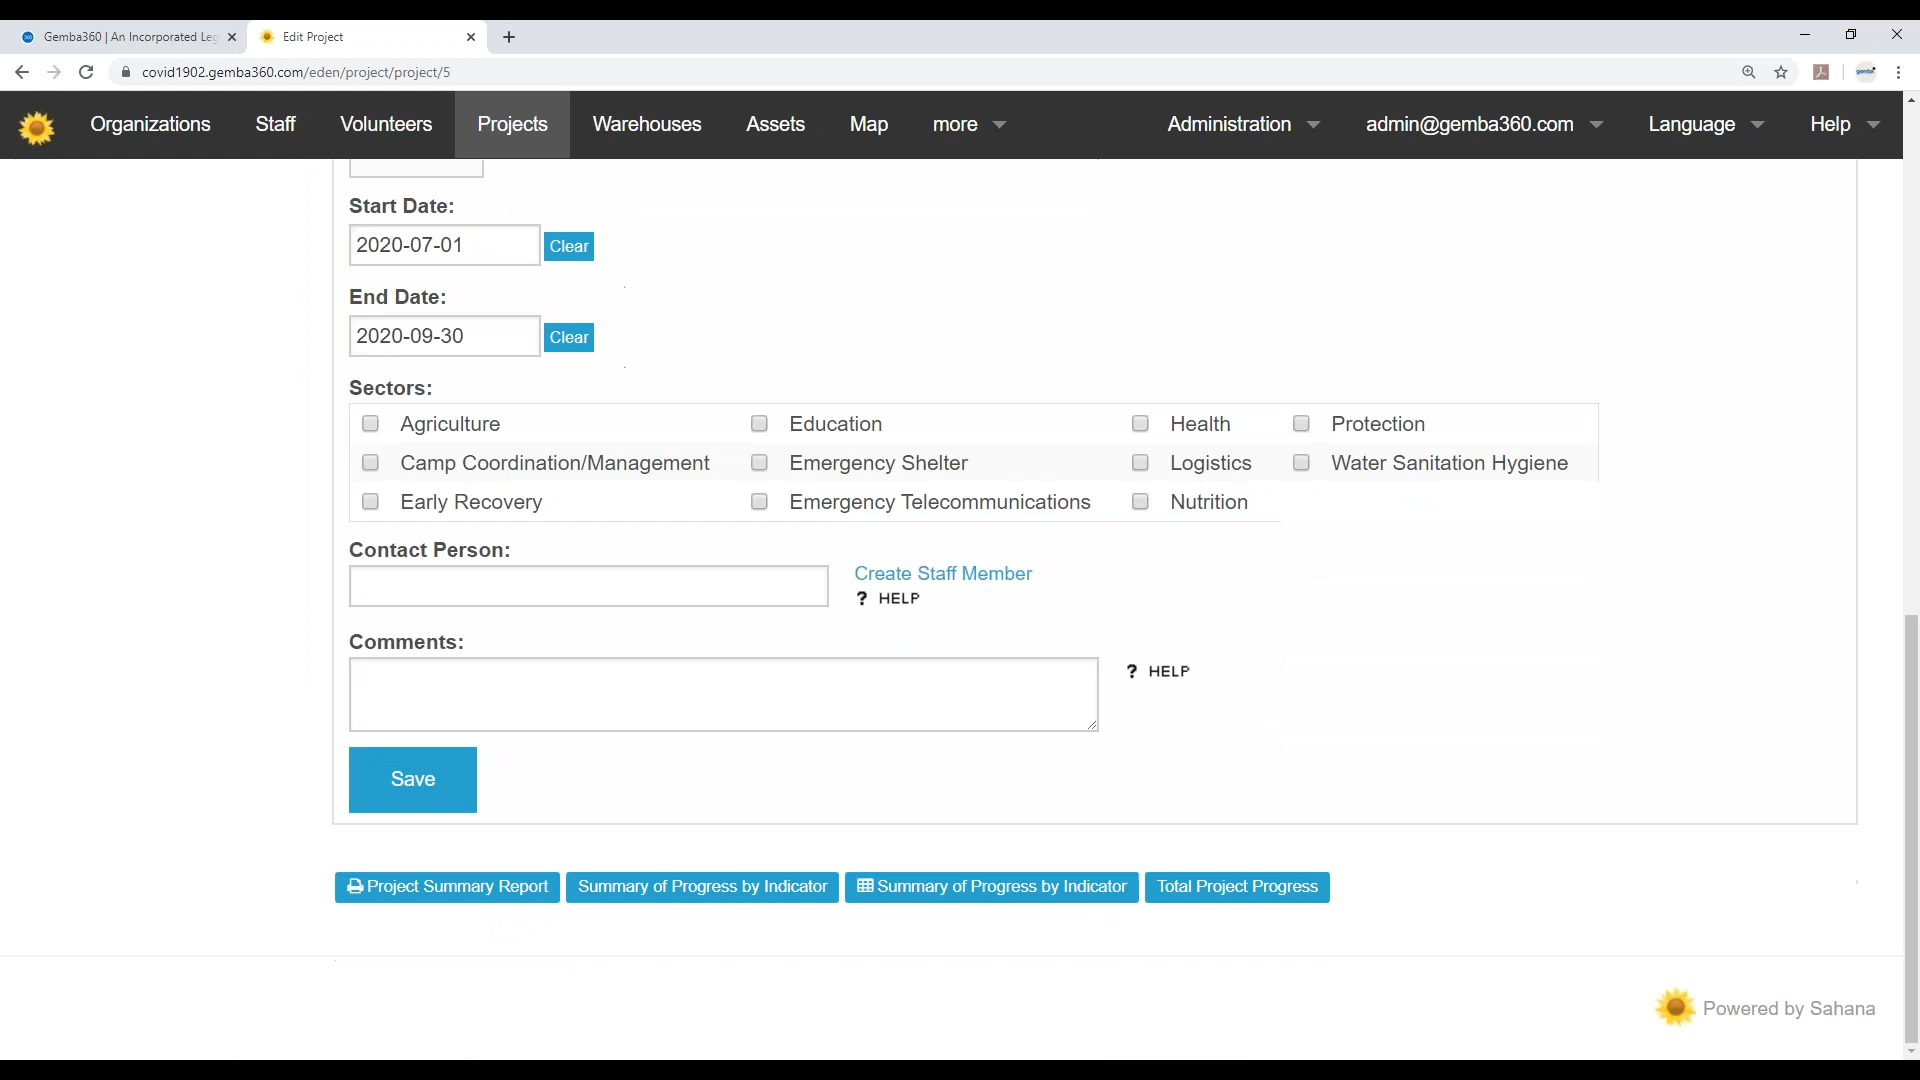 Gemba360 | An Incorporated Leg
Edit Project
covid1902.gemba360.com/eden/project/project/5
Organizations Staff Volunteers Projects Warehouses Assets Map more Administration admin@gemba360.com Language Help
Start Date:
2020-07-01 Clear
End Date:
2020-09-30 Clear
Sectors:
Agriculture Education Health Protection
Camp Coordination/Management Emergency Shelter Logistics Water Sanitation Hygiene
Early Recovery Emergency Telecommunications Nutrition
Contact Person:
Create Staff Member
? HELP
Comments:
? HELP
Save
Project Summary Report Summary of Progress by Indicator Summary of Progress by Indicator Total Project Progress
Powered by Sahana